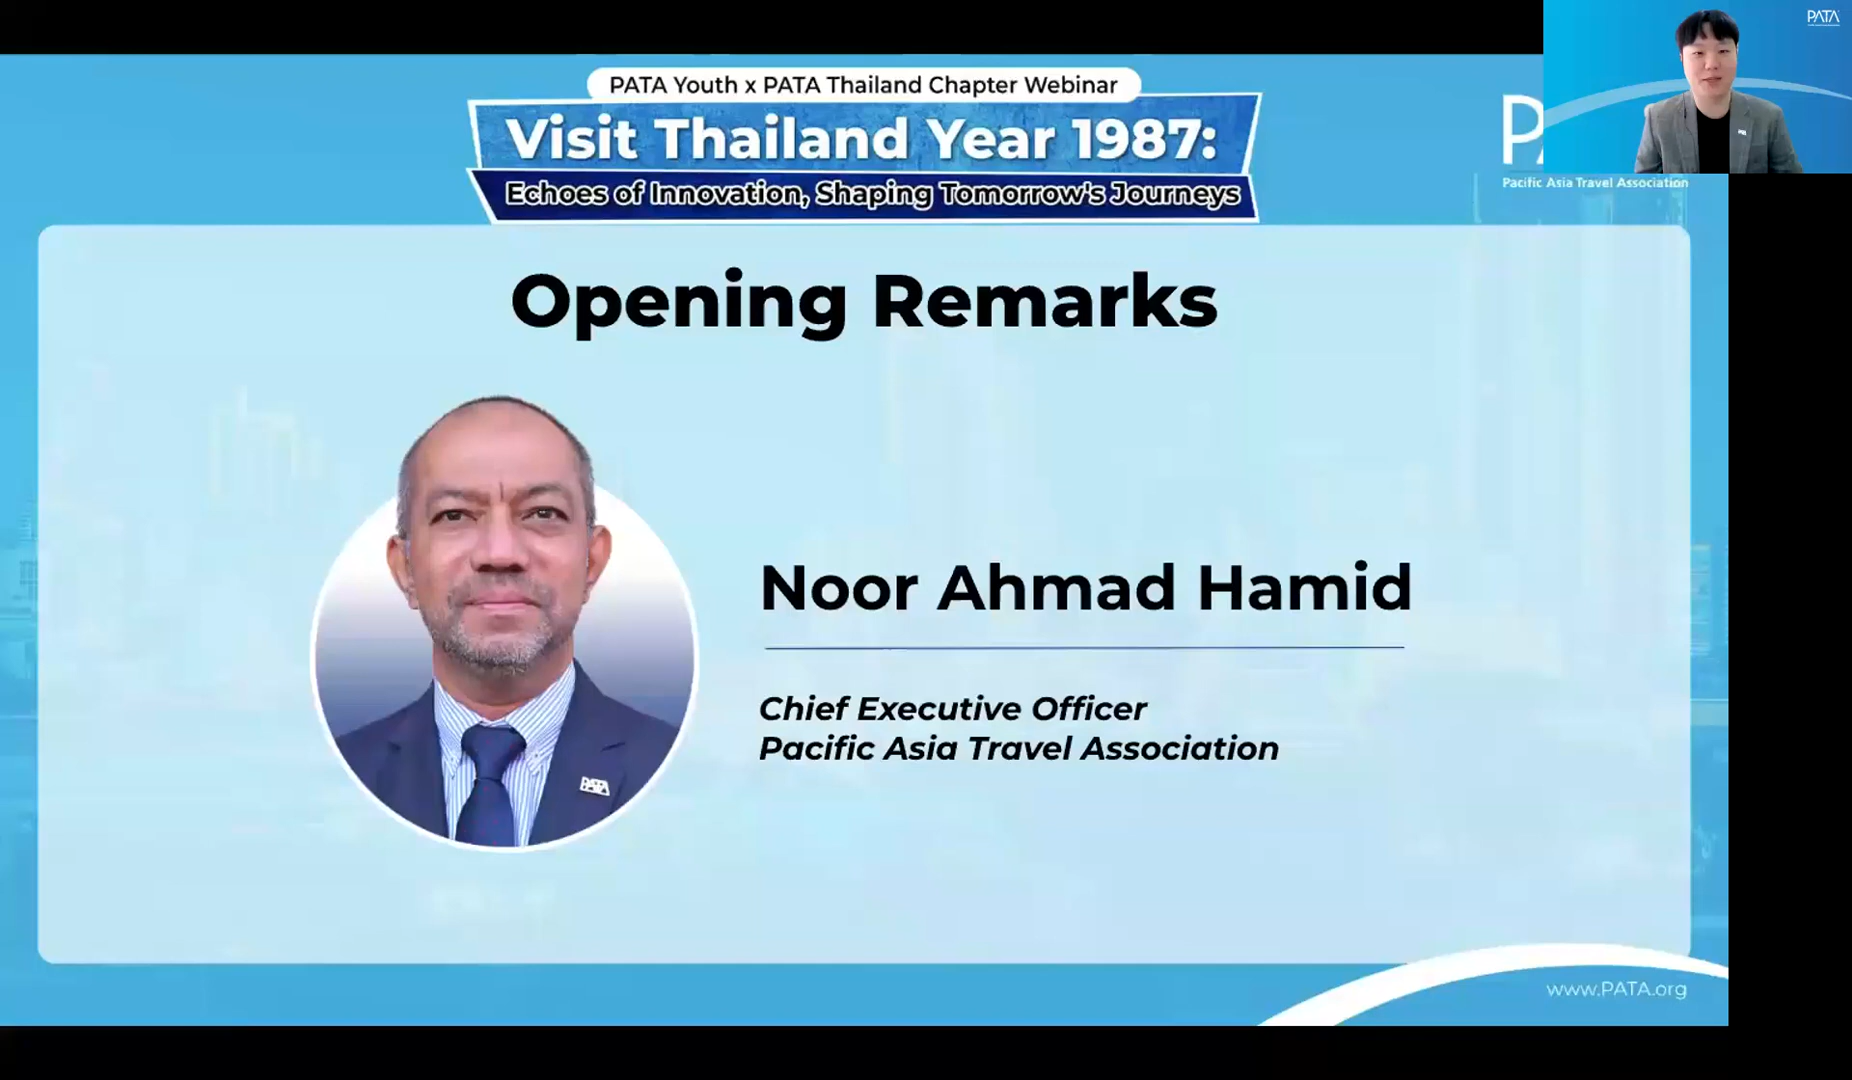 PATA
PATA Youth x PATA Thailand Chapter Webinar
Visit Thailand Year 1987:
Echoes of Innovation, Shaping Tomorrow's Journeys
P
Pacific Asia Travel Association
Opening Remarks
Noor Ahmad Hamid
Chief Executive Officer
Pacific Asia Travel Association
PATA
www.PATA.org